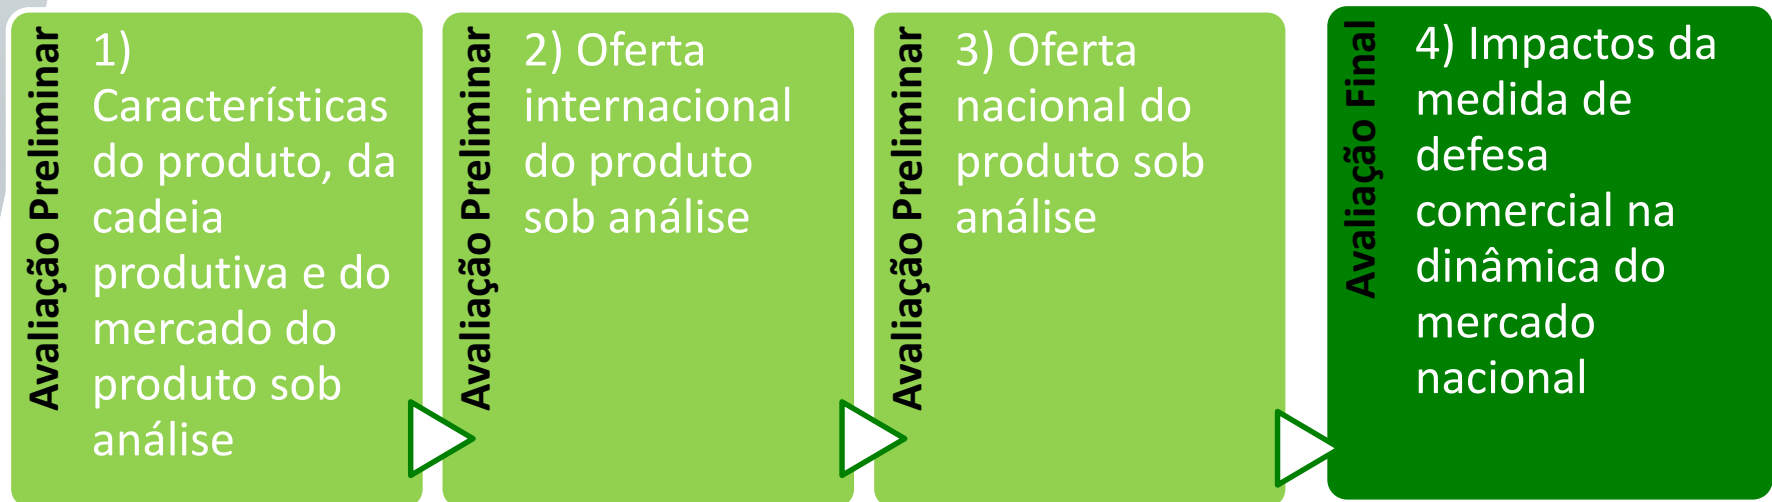 Avaliação Preliminar
1)
Características
do produto, da
cadeia
produtiva e do
mercado do
produto sob
análise
Avaliação Preliminar
2) Oferta
internacional
do produto
sob análise
Avaliação Preliminar
3) Oferta
nacional do
produto sob
análise
Avaliação Final
4) Impactos da
medida de
defesa
comercial na
dinâmica do
mercado
nacional